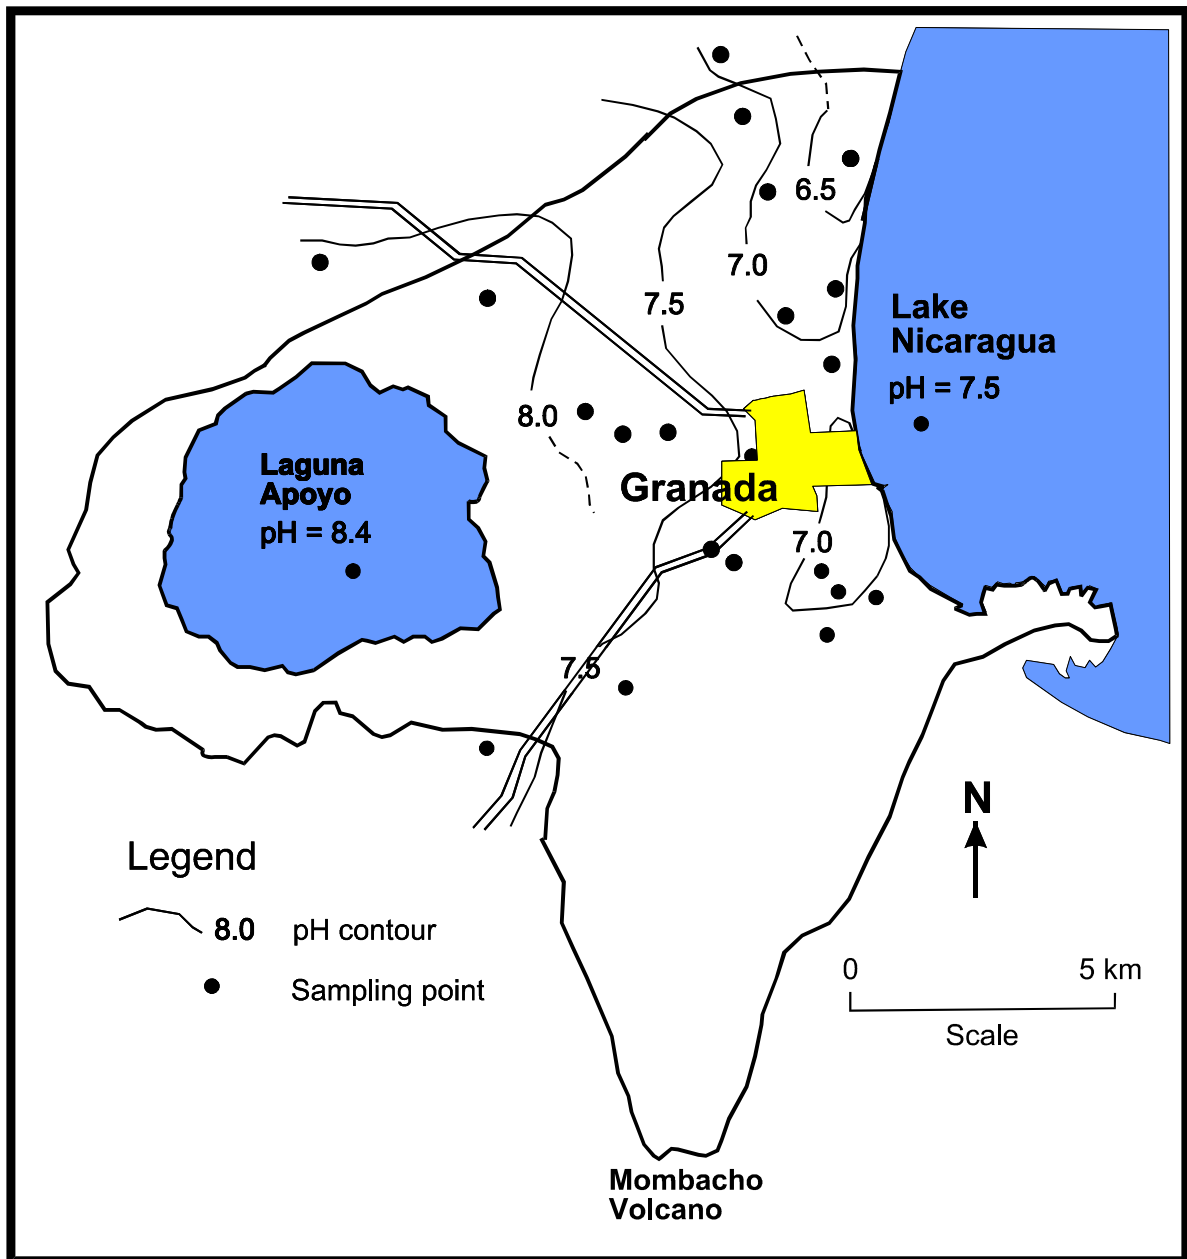 6.5
7.0
7.5
Lake
Nicaragua
pH = 7.5
8.0
Laguna
Apoyo
pH = 8.4
Granada
7.0
7.5
N
Legend
8.0 pH contour
Sampling point
0 5 km
Scale
Mombacho
Volcano